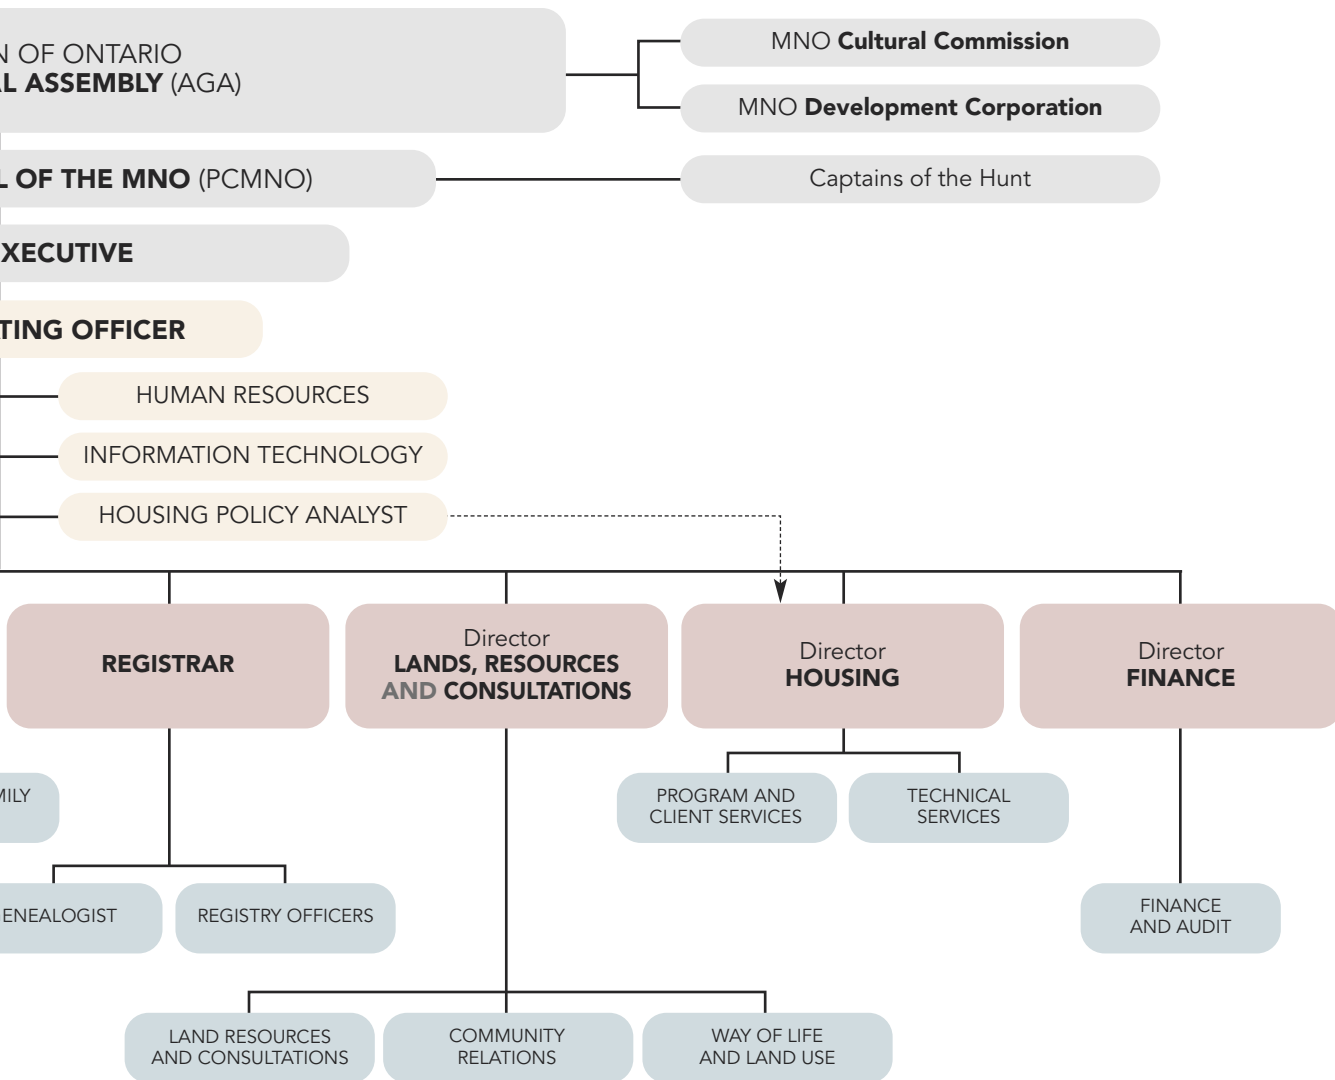 N OF ONTARIO
L ASSEMBLY (AGA)
MNO Cultural Commission
MNO Development Corporation
L OF THE MNO (PCMNO)
Captains of the Hunt
XECUTIVE
TING OFFICER
HUMAN RESOURCES
INFORMATION TECHNOLOGY
HOUSING POLICY ANALYST
REGISTRAR
Director
LANDS, RESOURCES
AND CONSULTATIONS
Director
HOUSING
Director
FINANCE
MILY
PROGRAM AND
CLIENT SERVICES
TECHNICAL
SERVICES
ENEALOGIST
REGISTRY OFFICERS
FINANCE
AND AUDIT
LAND RESOURCES
AND CONSULTATIONS
COMMUNITY
RELATIONS
WAY OF LIFE
AND LAND USE